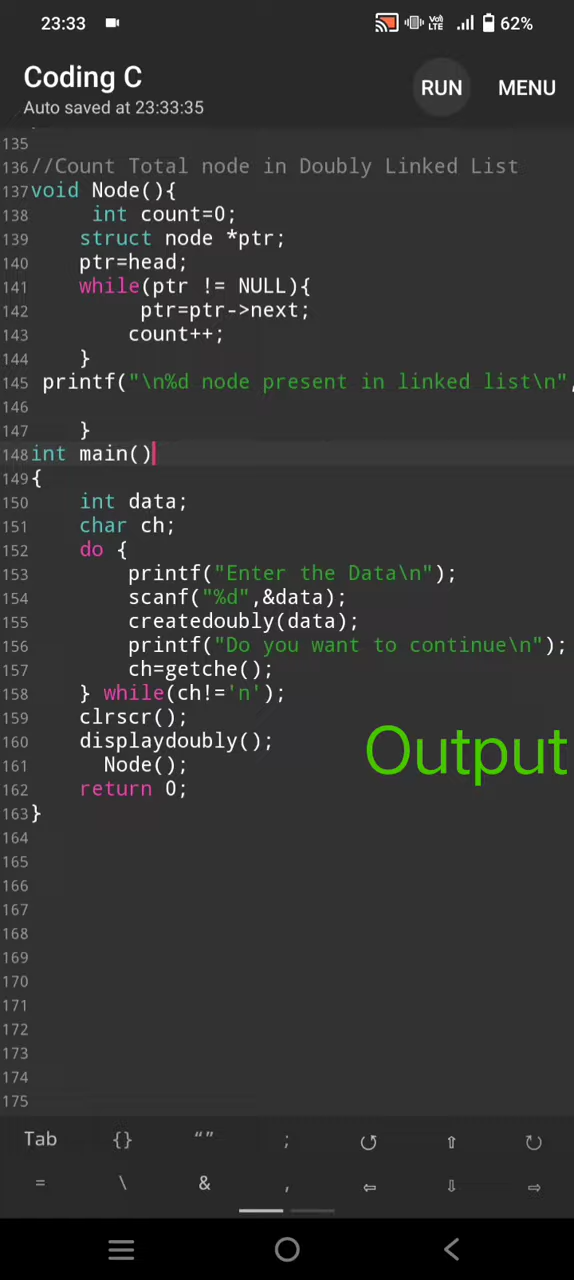 23:33 Vo) LTE 62%
Coding C RUN MENU
Auto saved at 23:33:35
135
136 //Count Total node in Doubly Linked List
137 void Node(){
138 int count=0;
139 struct node *ptr;
140 ptr=head;
141 while(ptr != NULL){
142 ptr=ptr->next;
143 count++;
144 }
145 printf("\n%d node present in linked list\n",
146
147 }
148 int main()
149 {
150 int data;
151 char ch;
152 do {
153 printf("Enter the Data\n");
154 scanf("%d",&data);
155 createdoubly(data);
156 printf("Do you want to continue\n");
157 ch=getche();
158 } while(ch!='n');
159 clrscr();
160 displaydoubly();
161 Node();
162 return 0;
163 }
Output
164
165
166
167
168
169
170
171
172
173
174
175
Tab {} “” ; ↺ ⇧ ↻
= \ & , ⇦ ⇩ ⇨